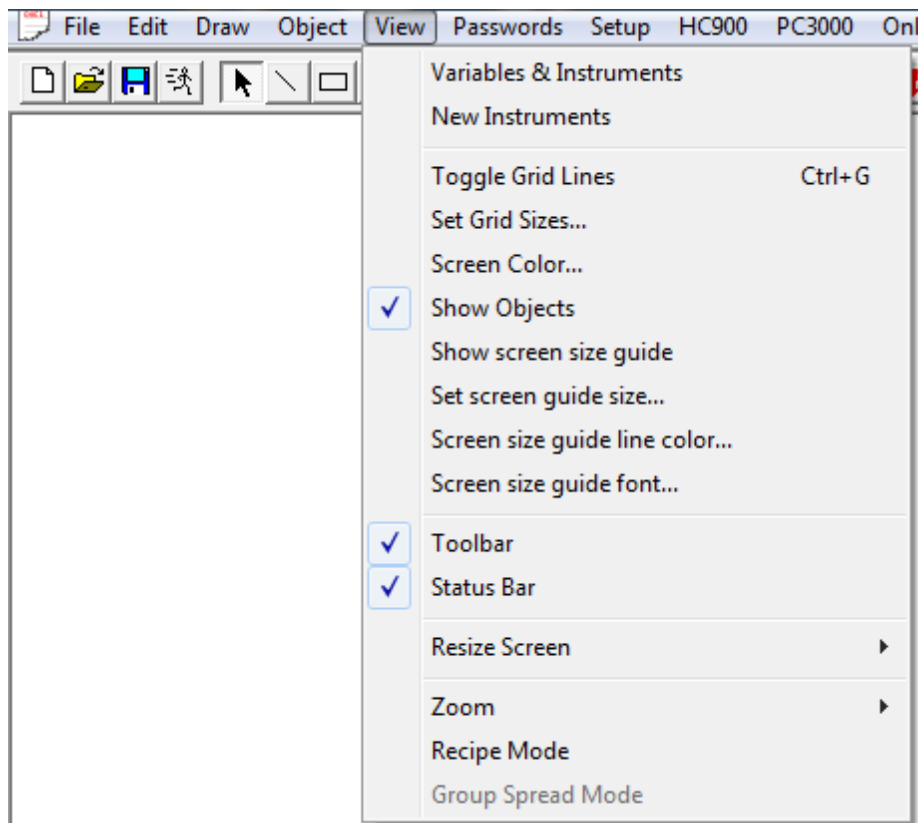 File Edit Draw Object View Passwords Setup HC900 PC3000 Onl
Variables & Instruments
New Instruments
Toggle Grid Lines Ctrl+G
Set Grid Sizes...
Screen Color...
Show Objects
Show screen size guide
Set screen guide size...
Screen size guide line color...
Screen size guide font...
Toolbar
Status Bar
Resize Screen
Zoom
Recipe Mode
Group Spread Mode